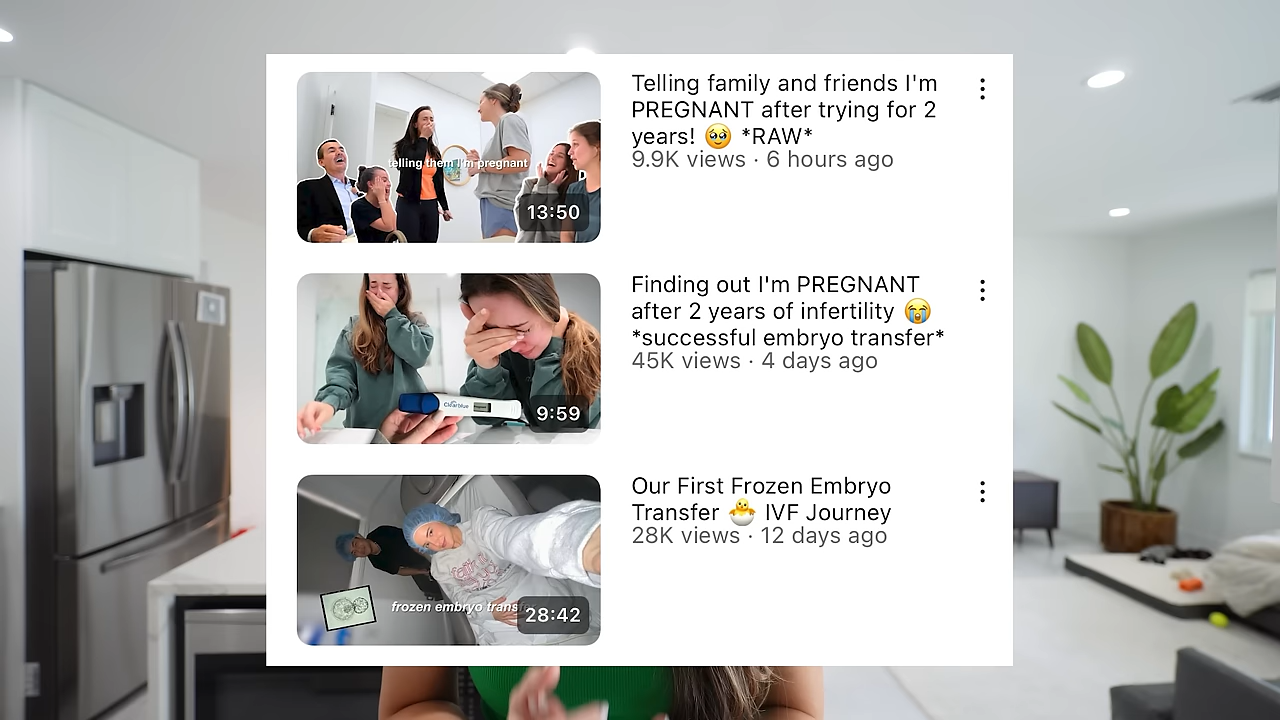 telling them I'm pregnant
13:50
Telling family and friends I'm
PREGNANT after trying for 2
years! 🥹 *RAW*
9.9K views · 6 hours ago
Clearblue
9:59
Finding out I'm PREGNANT
after 2 years of infertility 😭
*successful embryo transfer*
45K views · 4 days ago
frozen embryo trans
28:42
Our First Frozen Embryo
Transfer 🐣 IVF Journey
28K views · 12 days ago